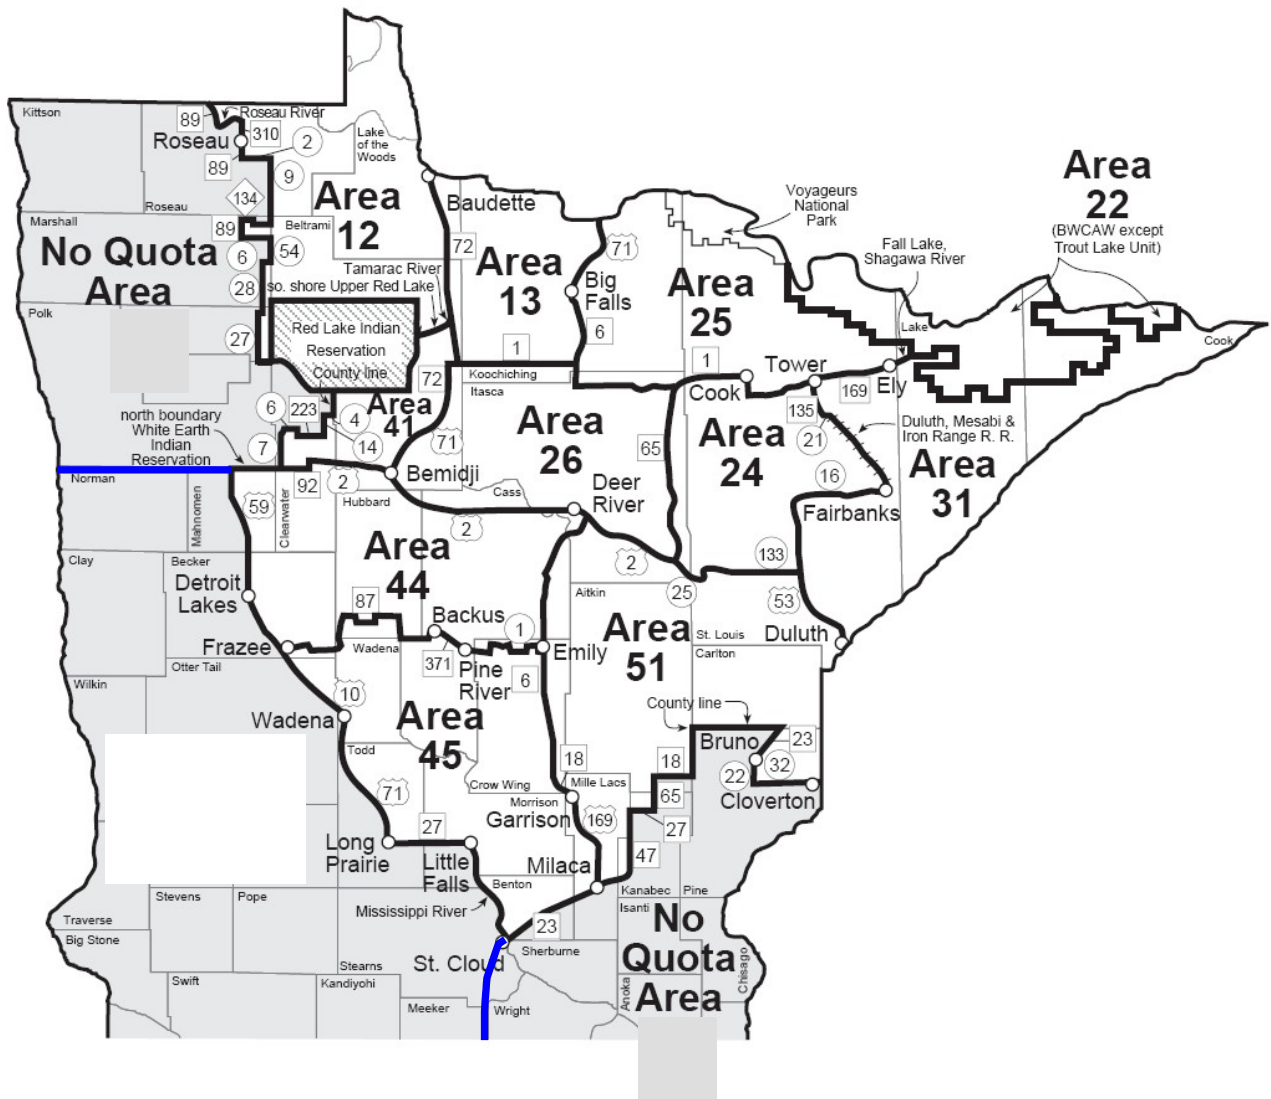 Kittson
89
Roseau River
Roseau
310
2
Lake
of the
Woods
89
9
134
Roseau
Area
12
Baudette
Marshall
89
Beltrami
No Quota
Area
6
54
28
72
Tamarac River
so. shore Upper Red Lake
Polk
27
Red Lake Indian
Reservation
County line
Area
13
1
71
Big
Falls
6
Voyageurs
National
Park
Area
25
Fall Lake,
Shagawa River
Area
22
(BWCAW except
Trout Lake Unit)
Lake
Cook
1
Tower
Cook
169
Ely
72
Koochiching
Itasca
6
223
4
Area
41
14
7
north boundary
White Earth
Indian
Reservation
71
Area
26
65
135
21
Area
24
16
Duluth, Mesabi &
Iron Range R. R.
Area
31
Fairbanks
Norman
Mahnomen
59
Clearwater
92
2
Hubbard
Bemidji
Cass
Deer
River
2
2
133
25
53
Clay
Becker
Detroit
Lakes
Area
44
87
Backus
1
Aitkin
Area
51
St. Louis
Duluth
Carlton
Frazee
Wadena
371
Pine
River
6
Emily
Otter Tail
Wilkin
10
Wadena
Area
45
County line
Bruno
23
Todd
18
18
22
32
Crow Wing
Mille Lacs
65
Cloverton
71
Morrison
Garrison
169
27
27
Long
Prairie
Little
Falls
Milaca
47
Benton
Kanabec
Pine
Stevens
Pope
Mississippi River
23
Isanti
No
Quota
Area
Traverse
Big Stone
Stearns
St. Cloud
Sherburne
Chisago
Swift
Kandiyohi
Anoka
Meeker
Wright